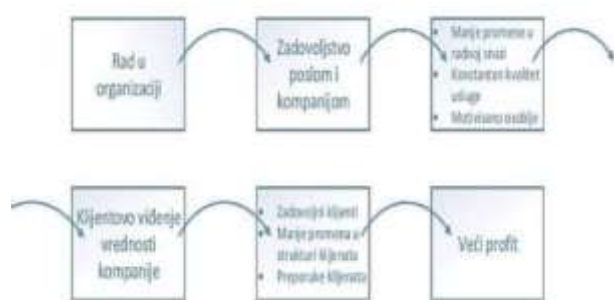 Rad u
organizaciji
Zadovoljstvo
poslom i
kompanijom
• Manje promena u
radnoj snazi
• Konstantan kvalitet
usluge
• Motivisano osoblje
Klijentovo viđenje
vrednosti
kompanije
• Zadovoljni klijenti
• Manje promena u
strukturi klijenata
• Preporuke klijenata
Veći profit